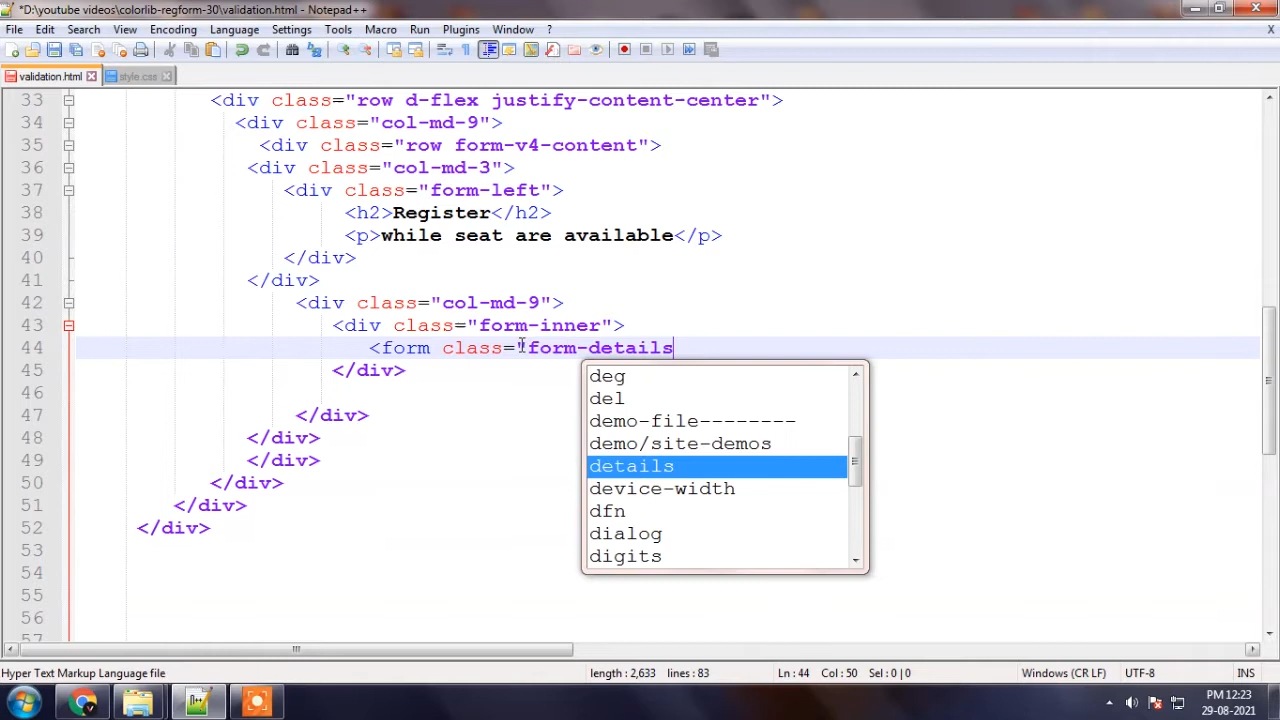 *D:\youtube videos\colorlib-regform-30\validation.html - Notepad++
File Edit Search View Encoding Language Settings Tools Macro Run Plugins Window ? X
validation.html style.css
33 <div class="row d-flex justify-content-center">
34 <div class="col-md-9">
35 <div class="row form-v4-content">
36 <div class="col-md-3">
37 <div class="form-left">
38 <h2>Register</h2>
39 <p>while seat are available</p>
40 </div>
41 </div>
42 <div class="col-md-9">
43 <div class="form-inner">
44 <form class="form-details
45 </div>
46
47 </div>
48 </div>
49 </div>
50 </div>
51 </div>
52 </div>
53
54
55
56
57
deg
del
demo-file--------
demo/site-demos
details
device-width
dfn
dialog
digits
Hyper Text Markup Language file length : 2,633 lines : 83 Ln : 44 Col : 50 Sel : 0 | 0 Windows (CR LF) UTF-8 INS
PM 12:23
29-08-2021